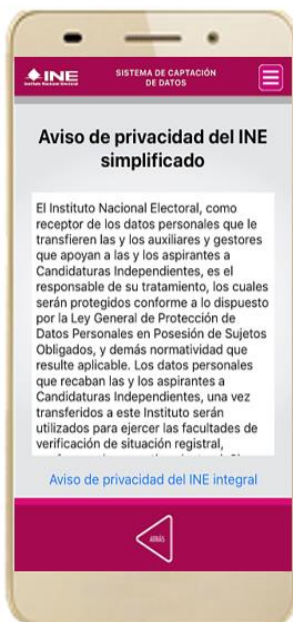 INE
Instituto Nacional Electoral
SISTEMA DE CAPTACIÓN
DE DATOS
Aviso de privacidad del INE
simplificado
El Instituto Nacional Electoral, como
receptor de los datos personales que le
transfieren las y los auxiliares y gestores
que apoyan a las y los aspirantes a
Candidaturas Independientes, es el
responsable de su tratamiento, los cuales
serán protegidos conforme a lo dispuesto
por la Ley General de Protección de
Datos Personales en Posesión de Sujetos
Obligados, y demás normatividad que
resulte aplicable. Los datos personales
que recaban las y los aspirantes a
Candidaturas Independientes, una vez
transferidos a este Instituto serán
utilizados para ejercer las facultades de
verificación de situación registral,
Aviso de privacidad del INE integral
ATRÁS